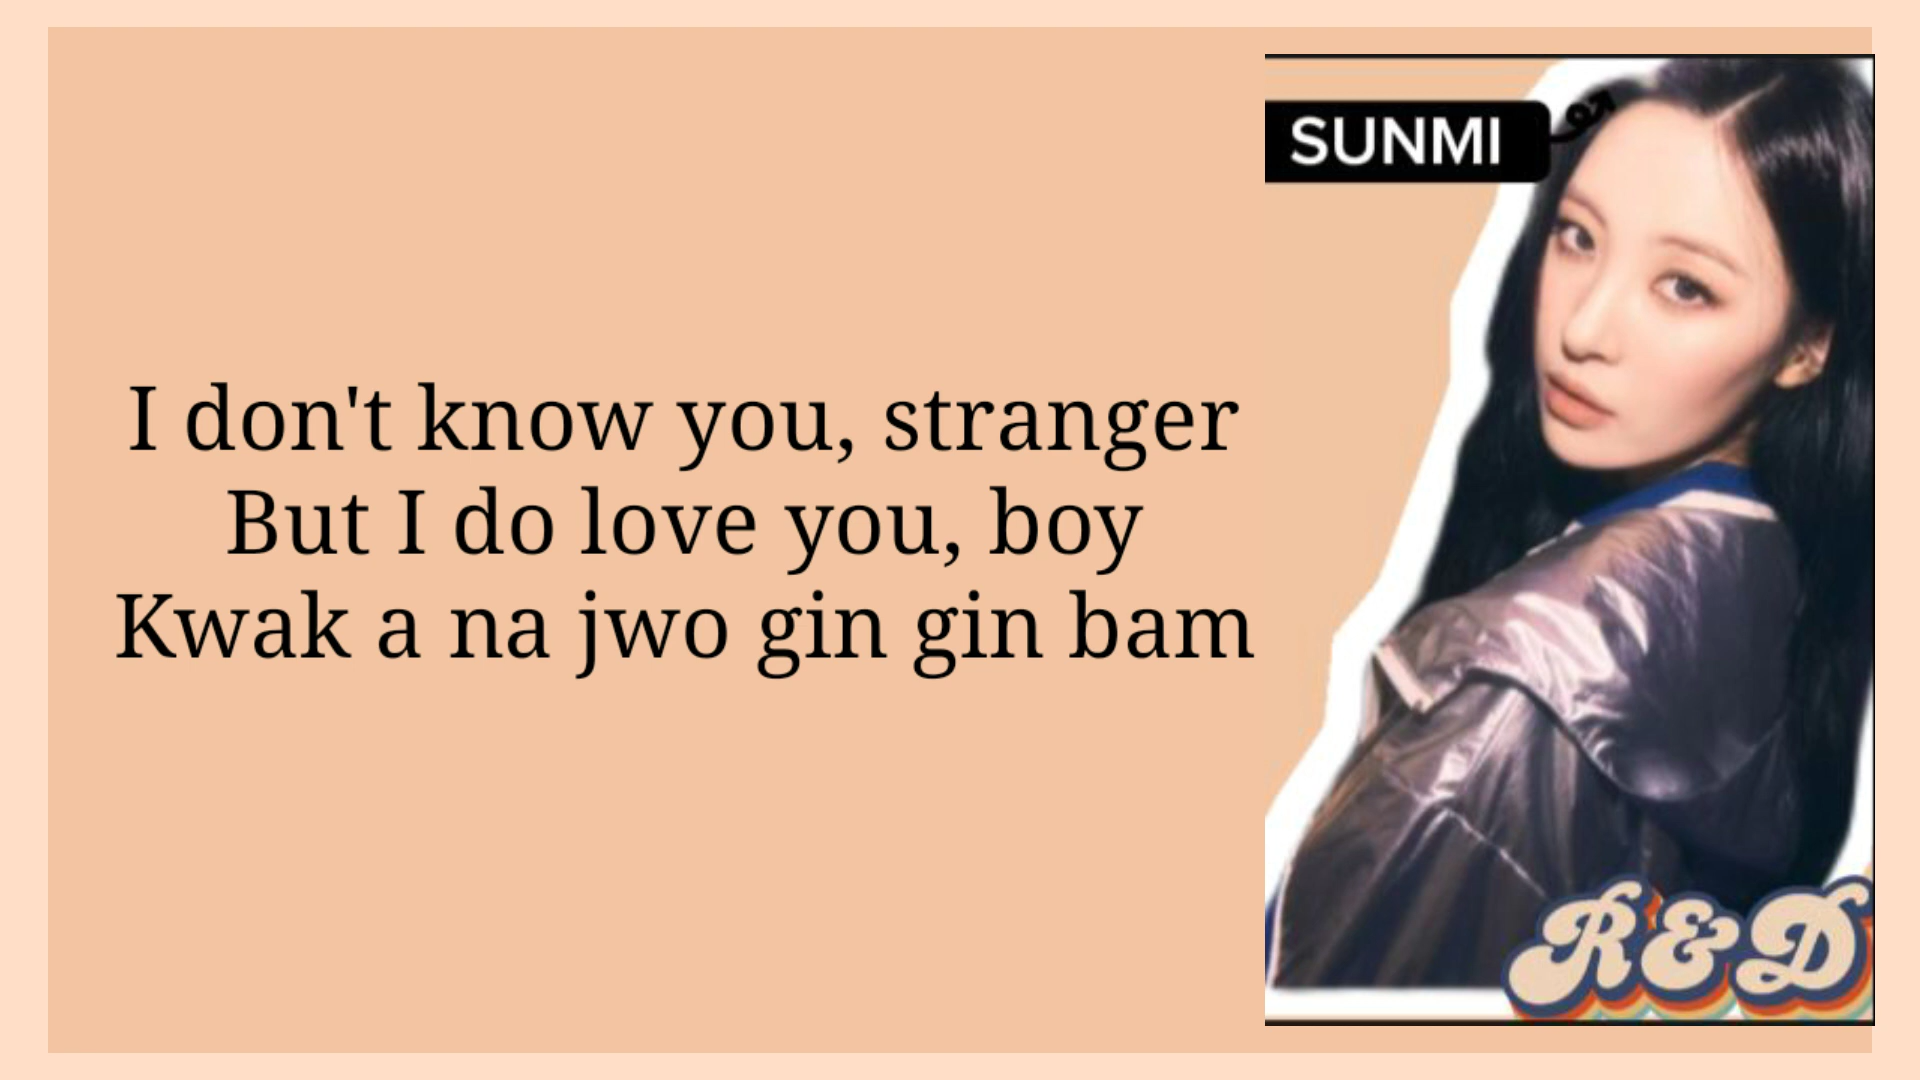 SUNMI
I don't know you, stranger
But I do love you, boy
Kwak a na jwo gin gin bam
R&D